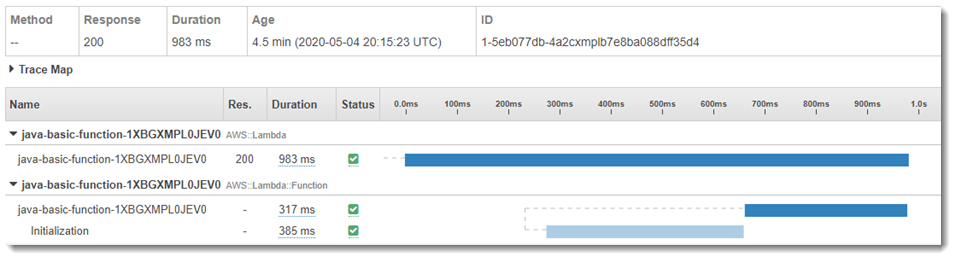 Method Response Duration Age ID
-- 200 983 ms 4.5 min (2020-05-04 20:15:23 UTC) 1-5eb077db-4a2cxmplb7e8ba088dff35d4
Trace Map
Name Res. Duration Status 0.0ms 100ms 200ms 300ms 400ms 500ms 600ms 700ms 800ms 900ms 1.0s
java-basic-function-1XBGXMPL0JEV0 AWS::Lambda
java-basic-function-1XBGXMPL0JEV0 200 983 ms
java-basic-function-1XBGXMPL0JEV0 AWS::Lambda::Function
java-basic-function-1XBGXMPL0JEV0 - 317 ms
Initialization - 385 ms